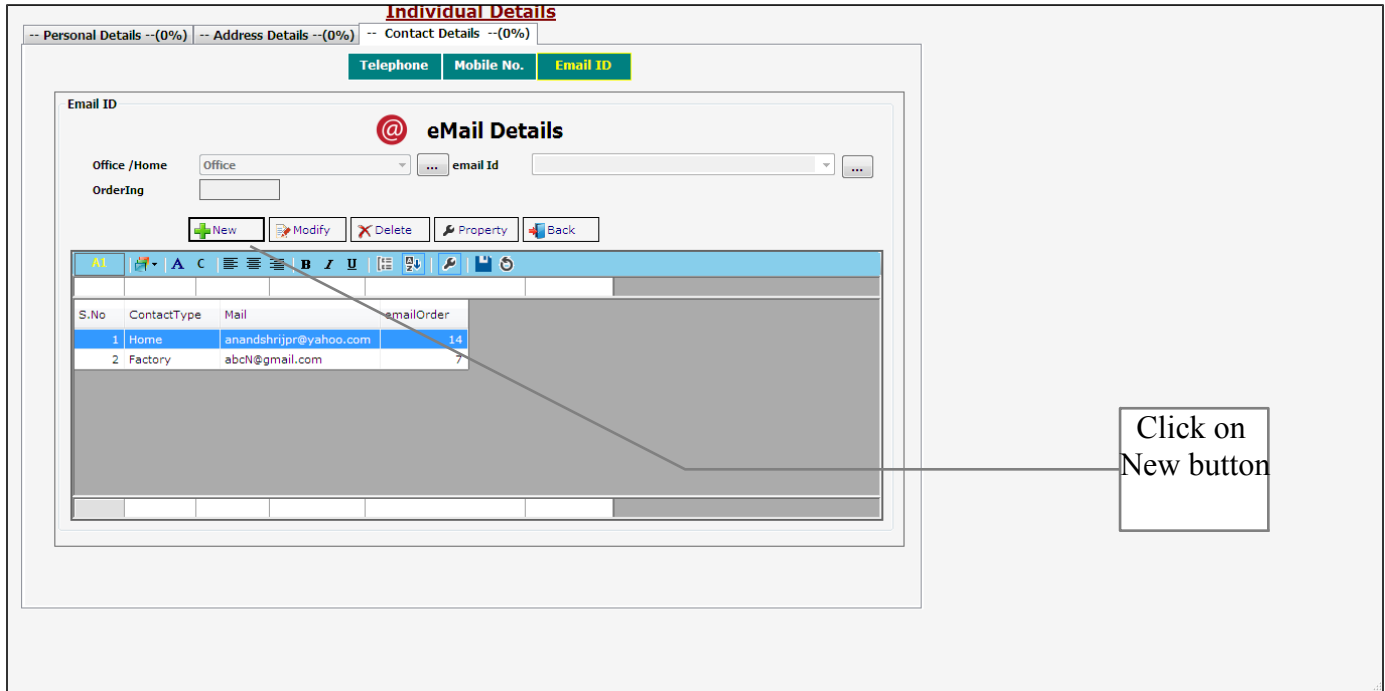 Individual Details
-- Personal Details --(0%) -- Address Details --(0%) -- Contact Details --(0%)
Telephone Mobile No. Email ID
Email ID
@ eMail Details
Office /Home Office ... email Id ...
OrderIng
New Modify Delete Property Back
A1 A C B I U
S.No ContactType Mail emailOrder
1 Home anandshrijpr@yahoo.com 14
2 Factory abcN@gmail.com 7
Click on
New button